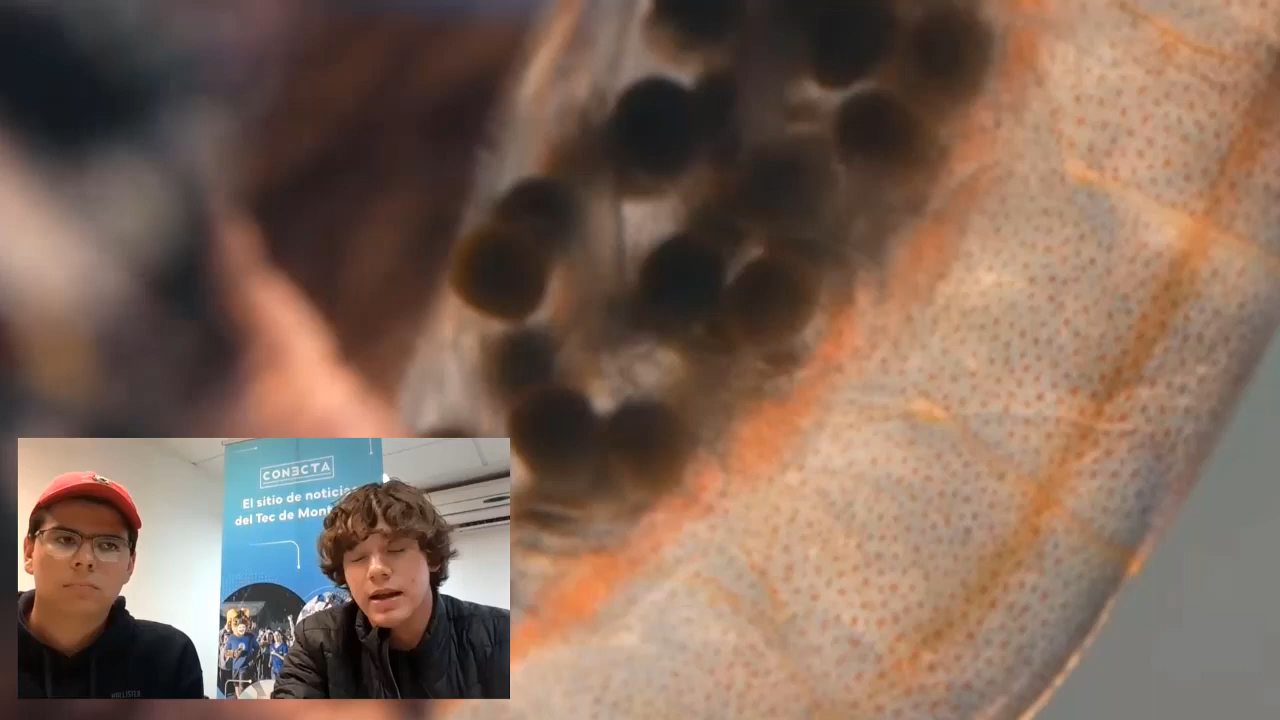 CONECTA
El sitio de noticias
del Tec de Mont
HOLLISTER